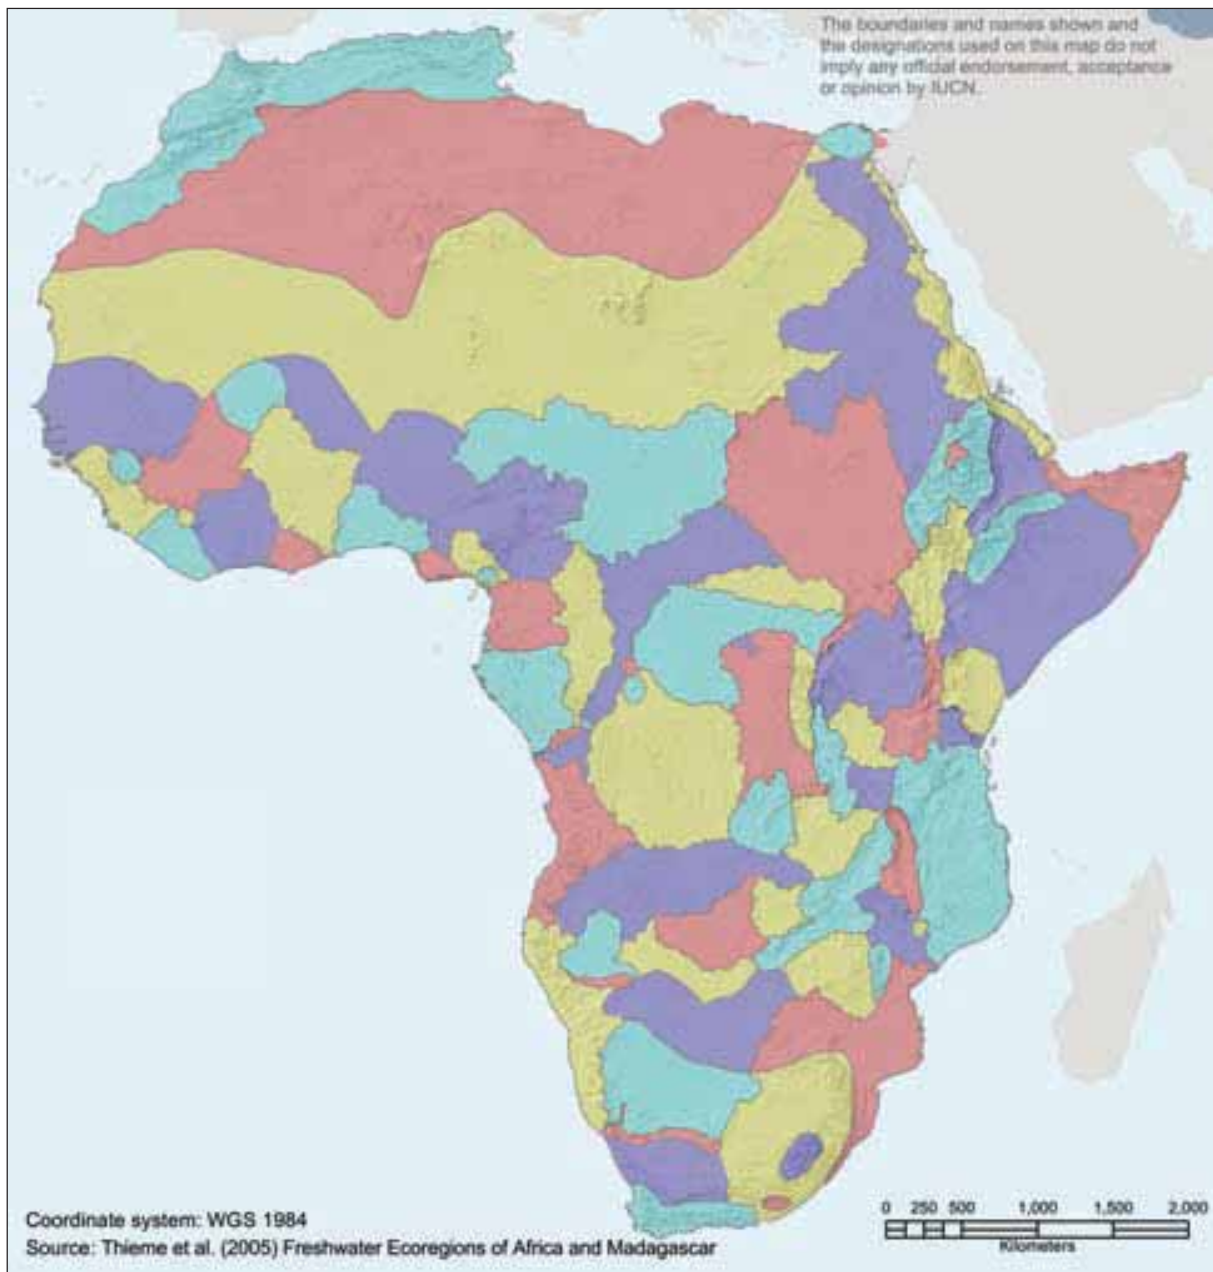 The boundaries and names shown and
the designations used on this map do not
imply any official endorsement, acceptance
or opinion by IUCN.
Coordinate system: WGS 1984
Source: Thieme et al. (2005) Freshwater Ecoregions of Africa and Madagascar
0 250 500 1,000 1,500 2,000
Kilometers